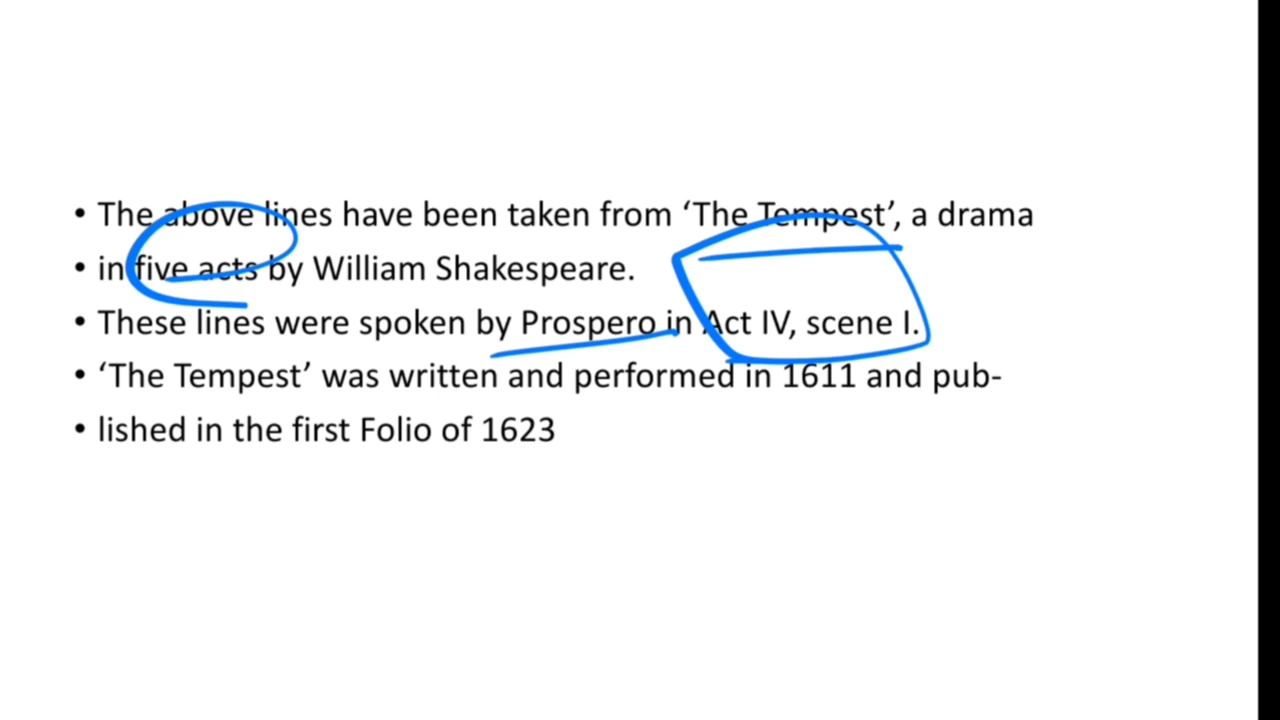 • The above lines have been taken from ‘The Tempest’, a drama
• in five acts by William Shakespeare.
• These lines were spoken by Prospero in Act IV, scene I.
• ‘The Tempest’ was written and performed in 1611 and pub-
• lished in the first Folio of 1623